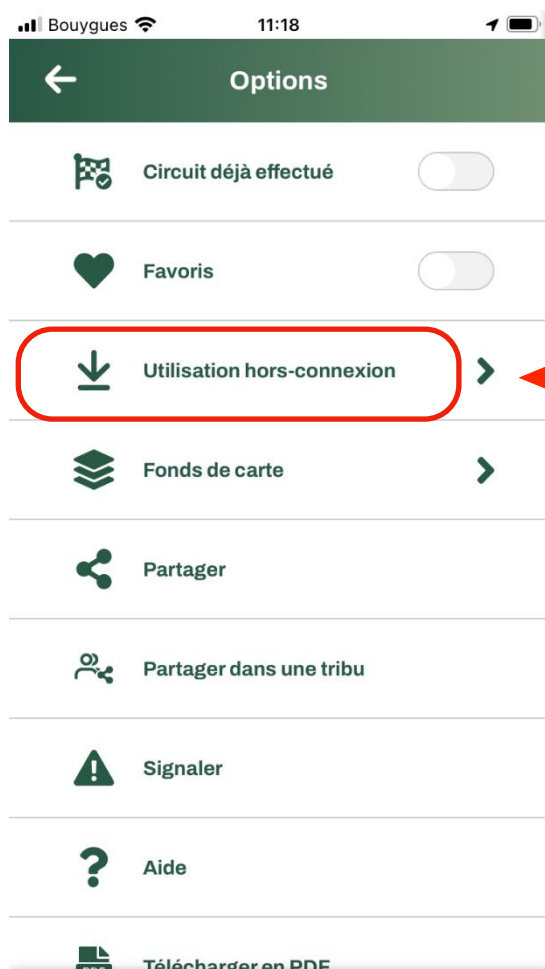 Bouygues 11:18
Options
Circuit déjà effectué
Favoris
Utilisation hors-connexion
Fonds de carte
Partager
Partager dans une tribu
Signaler
Aide
Télécharger en PDF